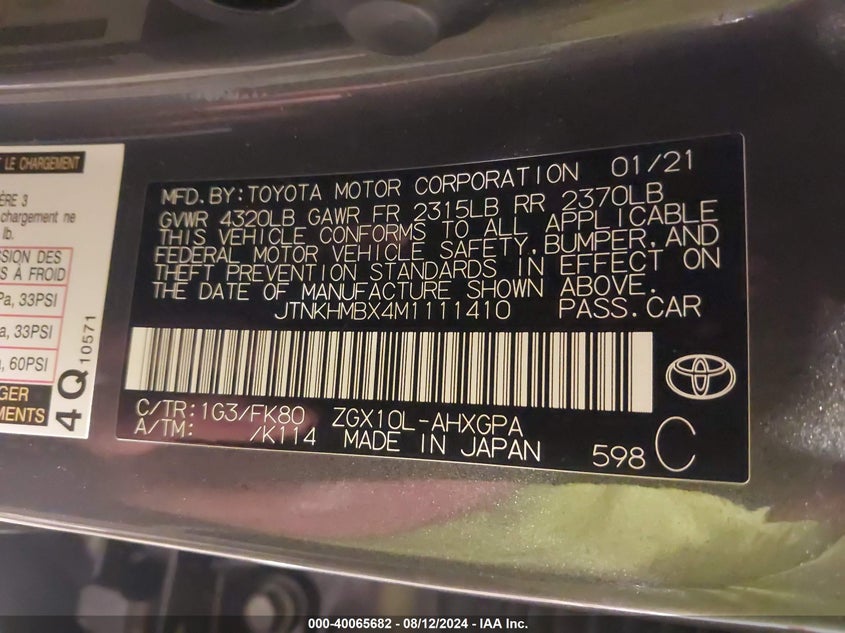 T LE CHARGEMENT
ÈRE 3
chargement ne
lb.
SSION DES
S À FROID
Pa, 33PSI
a, 33PSI
a, 60PSI
GER
EMENTS
4Q 10571
MFD.BY:TOYOTA MOTOR CORPORATION 01/21
GVWR 4320LB GAWR FR 2315LB RR 2370LB
THIS VEHICLE CONFORMS TO ALL APPLICABLE
FEDERAL MOTOR VEHICLE SAFETY,BUMPER,AND
THEFT PREVENTION STANDARDS IN EFFECT ON
THE DATE OF MANUFACTURE SHOWN ABOVE.
JTNKHMBX4M1111410 PASS.CAR
C/TR:1G3/FK80 ZGX10L-AHXGPA
A/TM: /K114 MADE IN JAPAN 598 C
000-40065682 - 08/12/2024 - IAA Inc.